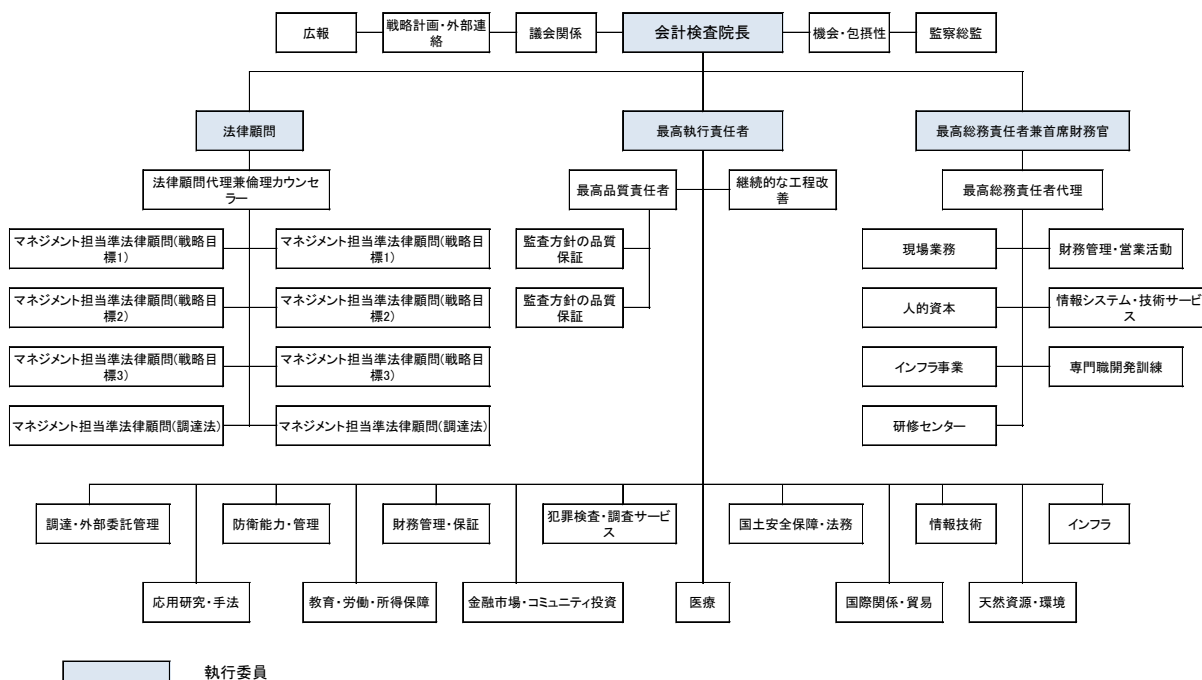 広報
戦略計画・外部連
絡
議会関係
会計検査院長
機会・包摂性
監察総監
法律顧問
最高執行責任者
最高総務責任者兼首席財務官
法律顧問代理兼倫理カウンセ
ラー
最高品質責任者
継続的な工程改
善
最高総務責任者代理
マネジメント担当準法律顧問(戦略目
標1)
マネジメント担当準法律顧問(戦略目
標1)
監査方針の品質
保証
現場業務
財務管理・営業活動
マネジメント担当準法律顧問(戦略目
標2)
マネジメント担当準法律顧問(戦略目
標2)
監査方針の品質
保証
人的資本
情報システム・技術サービ
ス
マネジメント担当準法律顧問(戦略目
標3)
マネジメント担当準法律顧問(戦略目
標3)
インフラ事業
専門職開発訓練
マネジメント担当準法律顧問(調達法)
マネジメント担当準法律顧問(調達法)
研修センター
調達・外部委託管理
防衛能力・管理
財務管理・保証
犯罪検査・調査サービ
ス
国土安全保障・法務
情報技術
インフラ
応用研究・手法
教育・労働・所得保障
金融市場・コミュニティ投資
医療
国際関係・貿易
天然資源・環境
執行委員